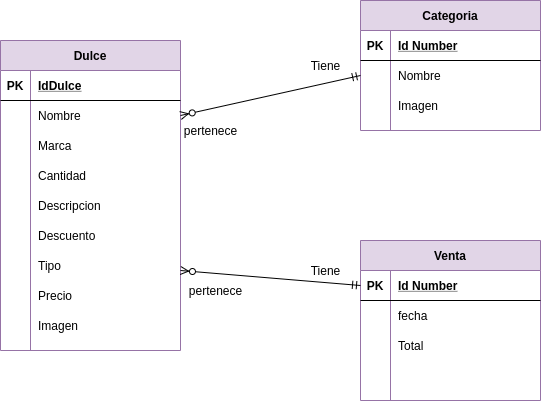 Dulce
PK IdDulce
Nombre
Marca
Cantidad
Descripcion
Descuento
Tipo
Precio
Imagen
Tiene
pertenece
Categoria
PK Id Number
Nombre
Imagen
Tiene
pertenece
Venta
PK Id Number
fecha
Total